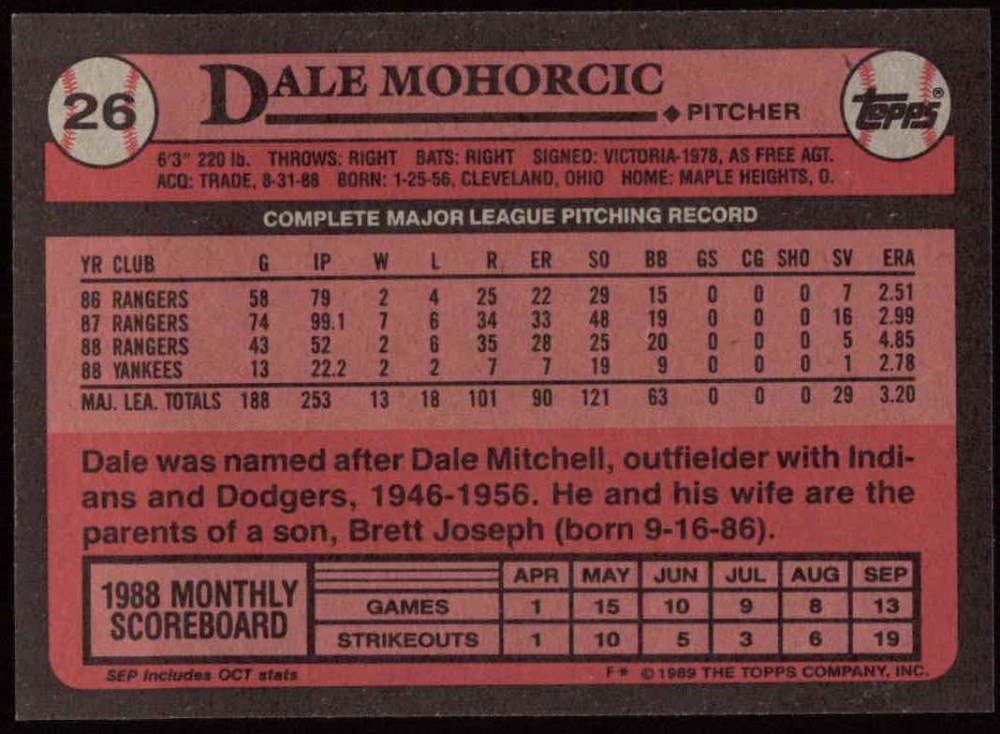 26
DALE MOHORCIC
◆ PITCHER
Topps®
6'3" 220 lb. THROWS: RIGHT BATS: RIGHT SIGNED: VICTORIA-1978, AS FREE AGT.
ACQ: TRADE, 8-31-88 BORN: 1-25-56, CLEVELAND, OHIO HOME: MAPLE HEIGHTS, O.
COMPLETE MAJOR LEAGUE PITCHING RECORD
YR CLUB G IP W L R ER SO BB GS CG SHO SV ERA
86 RANGERS 58 79 2 4 25 22 29 15 0 0 0 7 2.51
87 RANGERS 74 99.1 7 6 34 33 48 19 0 0 0 16 2.99
88 RANGERS 43 52 2 6 35 28 25 20 0 0 0 5 4.85
88 YANKEES 13 22.2 2 2 7 7 19 9 0 0 0 1 2.78
MAJ. LEA. TOTALS 188 253 13 18 101 90 121 63 0 0 0 29 3.20
Dale was named after Dale Mitchell, outfielder with Indi-
ans and Dodgers, 1946-1956. He and his wife are the
parents of a son, Brett Joseph (born 9-16-86).
1988 MONTHLY
SCOREBOARD
APR MAY JUN JUL AUG SEP
GAMES 1 15 10 9 8 13
STRIKEOUTS 1 10 5 3 6 19
SEP includes OCT stats
F* © 1989 THE TOPPS COMPANY, INC.